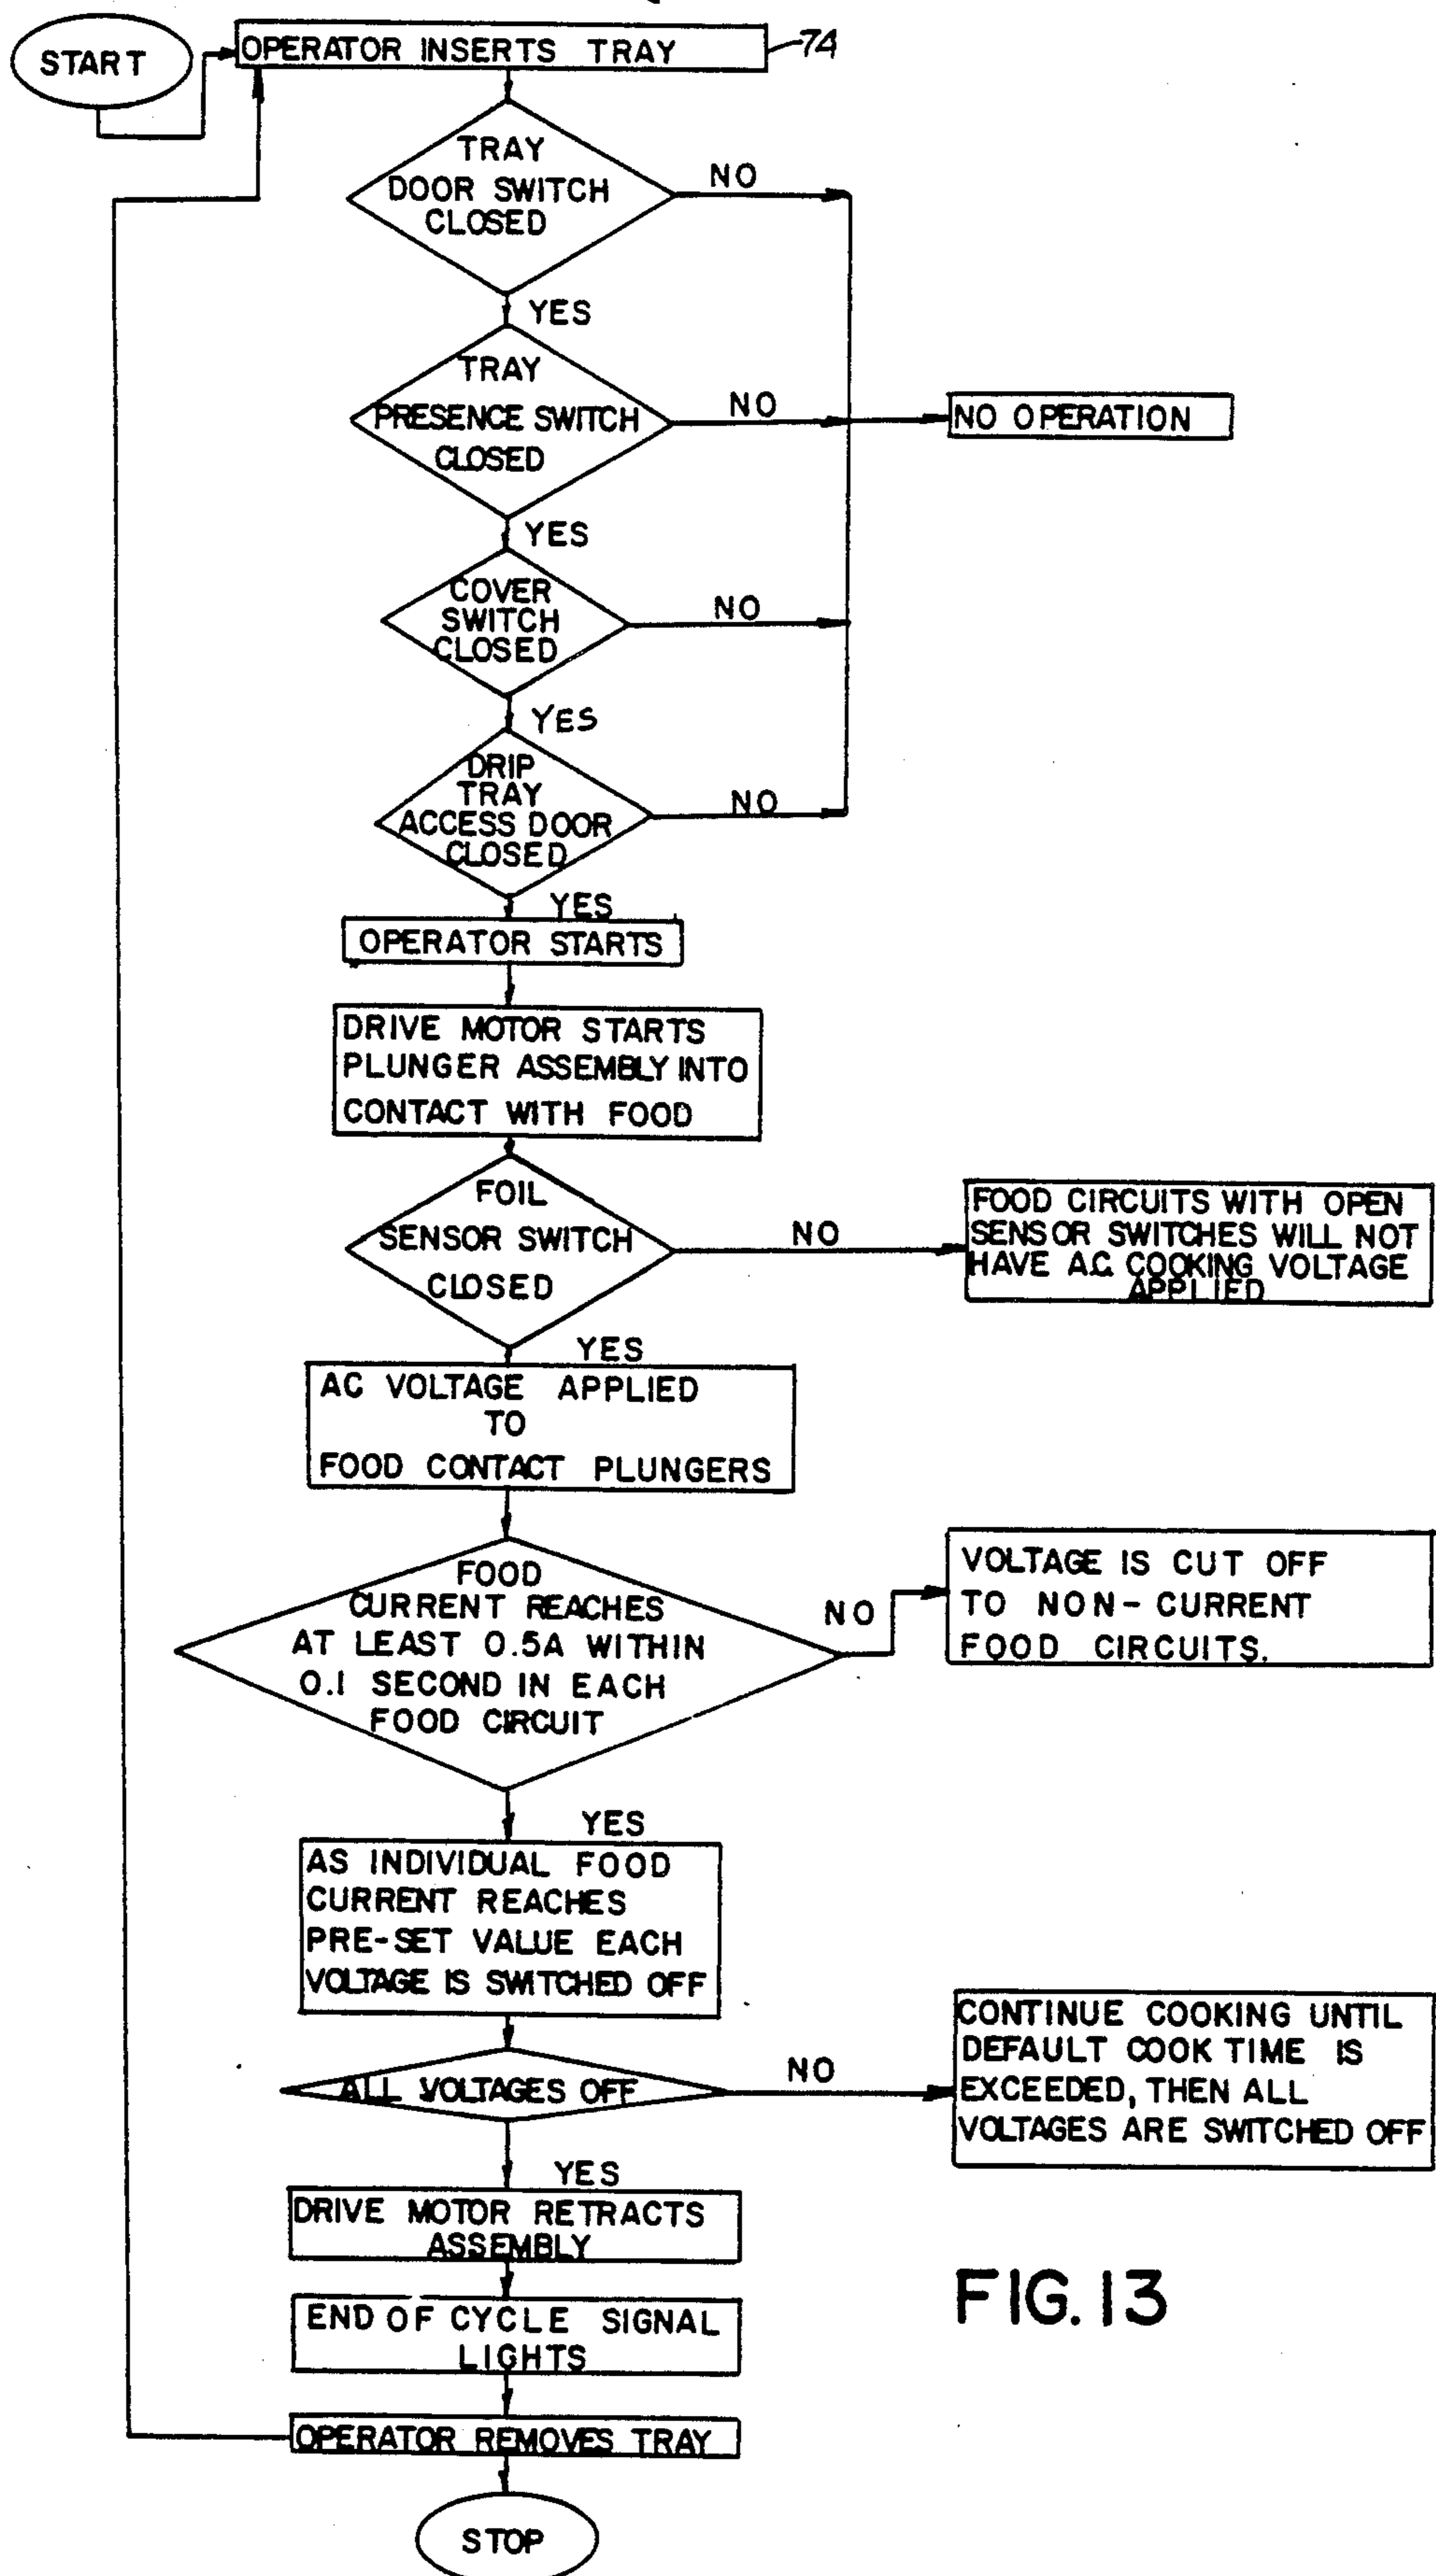 START
OPERATOR INSERTS TRAY
74
TRAY
DOOR SWITCH
CLOSED
NO
YES
TRAY
PRESENCE SWITCH
CLOSED
NO
NO OPERATION
YES
COVER
SWITCH
CLOSED
NO
YES
DRIP
TRAY
ACCESS DOOR
CLOSED
NO
YES
OPERATOR STARTS
DRIVE MOTOR STARTS
PLUNGER ASSEMBLY INTO
CONTACT WITH FOOD
FOIL
SENSOR SWITCH
CLOSED
NO
FOOD CIRCUITS WITH OPEN
SENSOR SWITCHES WILL NOT
HAVE A.C. COOKING VOLTAGE
APPLIED
YES
AC VOLTAGE APPLIED
TO
FOOD CONTACT PLUNGERS
FOOD
CURRENT REACHES
AT LEAST 0.5A WITHIN
0.1 SECOND IN EACH
FOOD CIRCUIT
NO
VOLTAGE IS CUT OFF
TO NON-CURRENT
FOOD CIRCUITS.
YES
AS INDIVIDUAL FOOD
CURRENT REACHES
PRE-SET VALUE EACH
VOLTAGE IS SWITCHED OFF
ALL VOLTAGES OFF
NO
CONTINUE COOKING UNTIL
DEFAULT COOK TIME IS
EXCEEDED, THEN ALL
VOLTAGES ARE SWITCHED OFF
YES
DRIVE MOTOR RETRACTS
ASSEMBLY
END OF CYCLE SIGNAL
LIGHTS
OPERATOR REMOVES TRAY
STOP
FIG. 13